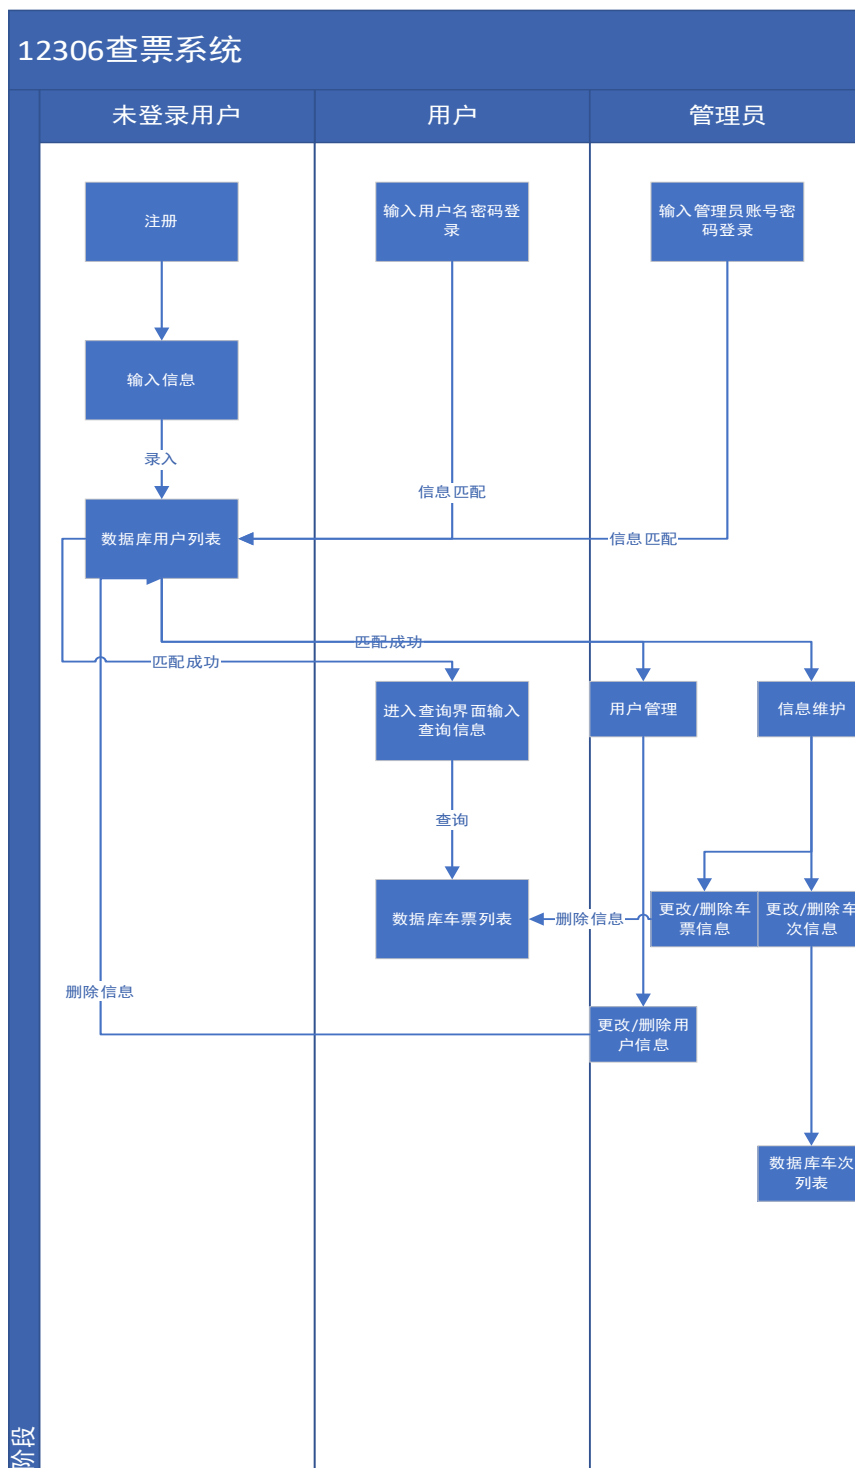 12306查票系统
未登录用户
用户
管理员
注册
输入用户名密码登
录
输入管理员账号密
码登录
输入信息
录入
信息匹配
数据库用户列表
信息匹配
匹配成功
匹配成功
进入查询界面输入
查询信息
用户管理
信息维护
查询
数据库车票列表
删除信息
更改/删除车
票信息
更改/删除车
次信息
删除信息
更改/删除用
户信息
数据库车次
列表
阶段